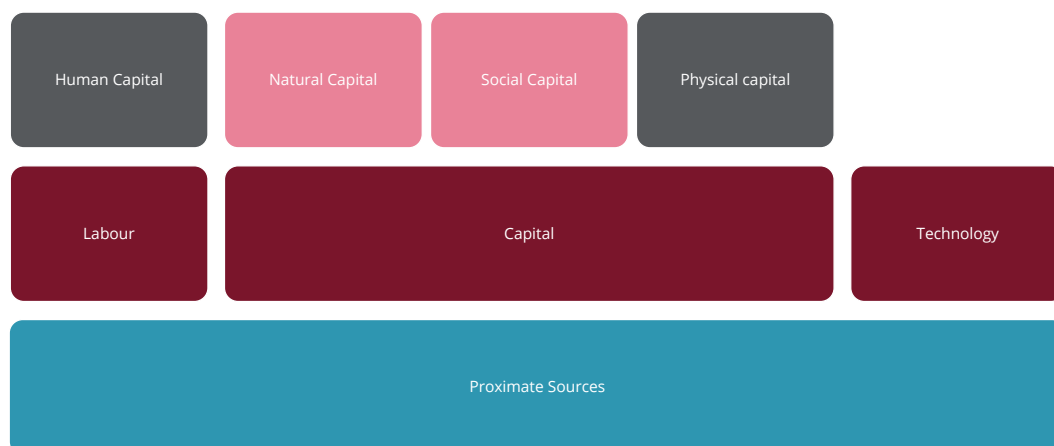 Human Capital
Natural Capital
Social Capital
Physical capital
Labour
Capital
Technology
Proximate Sources